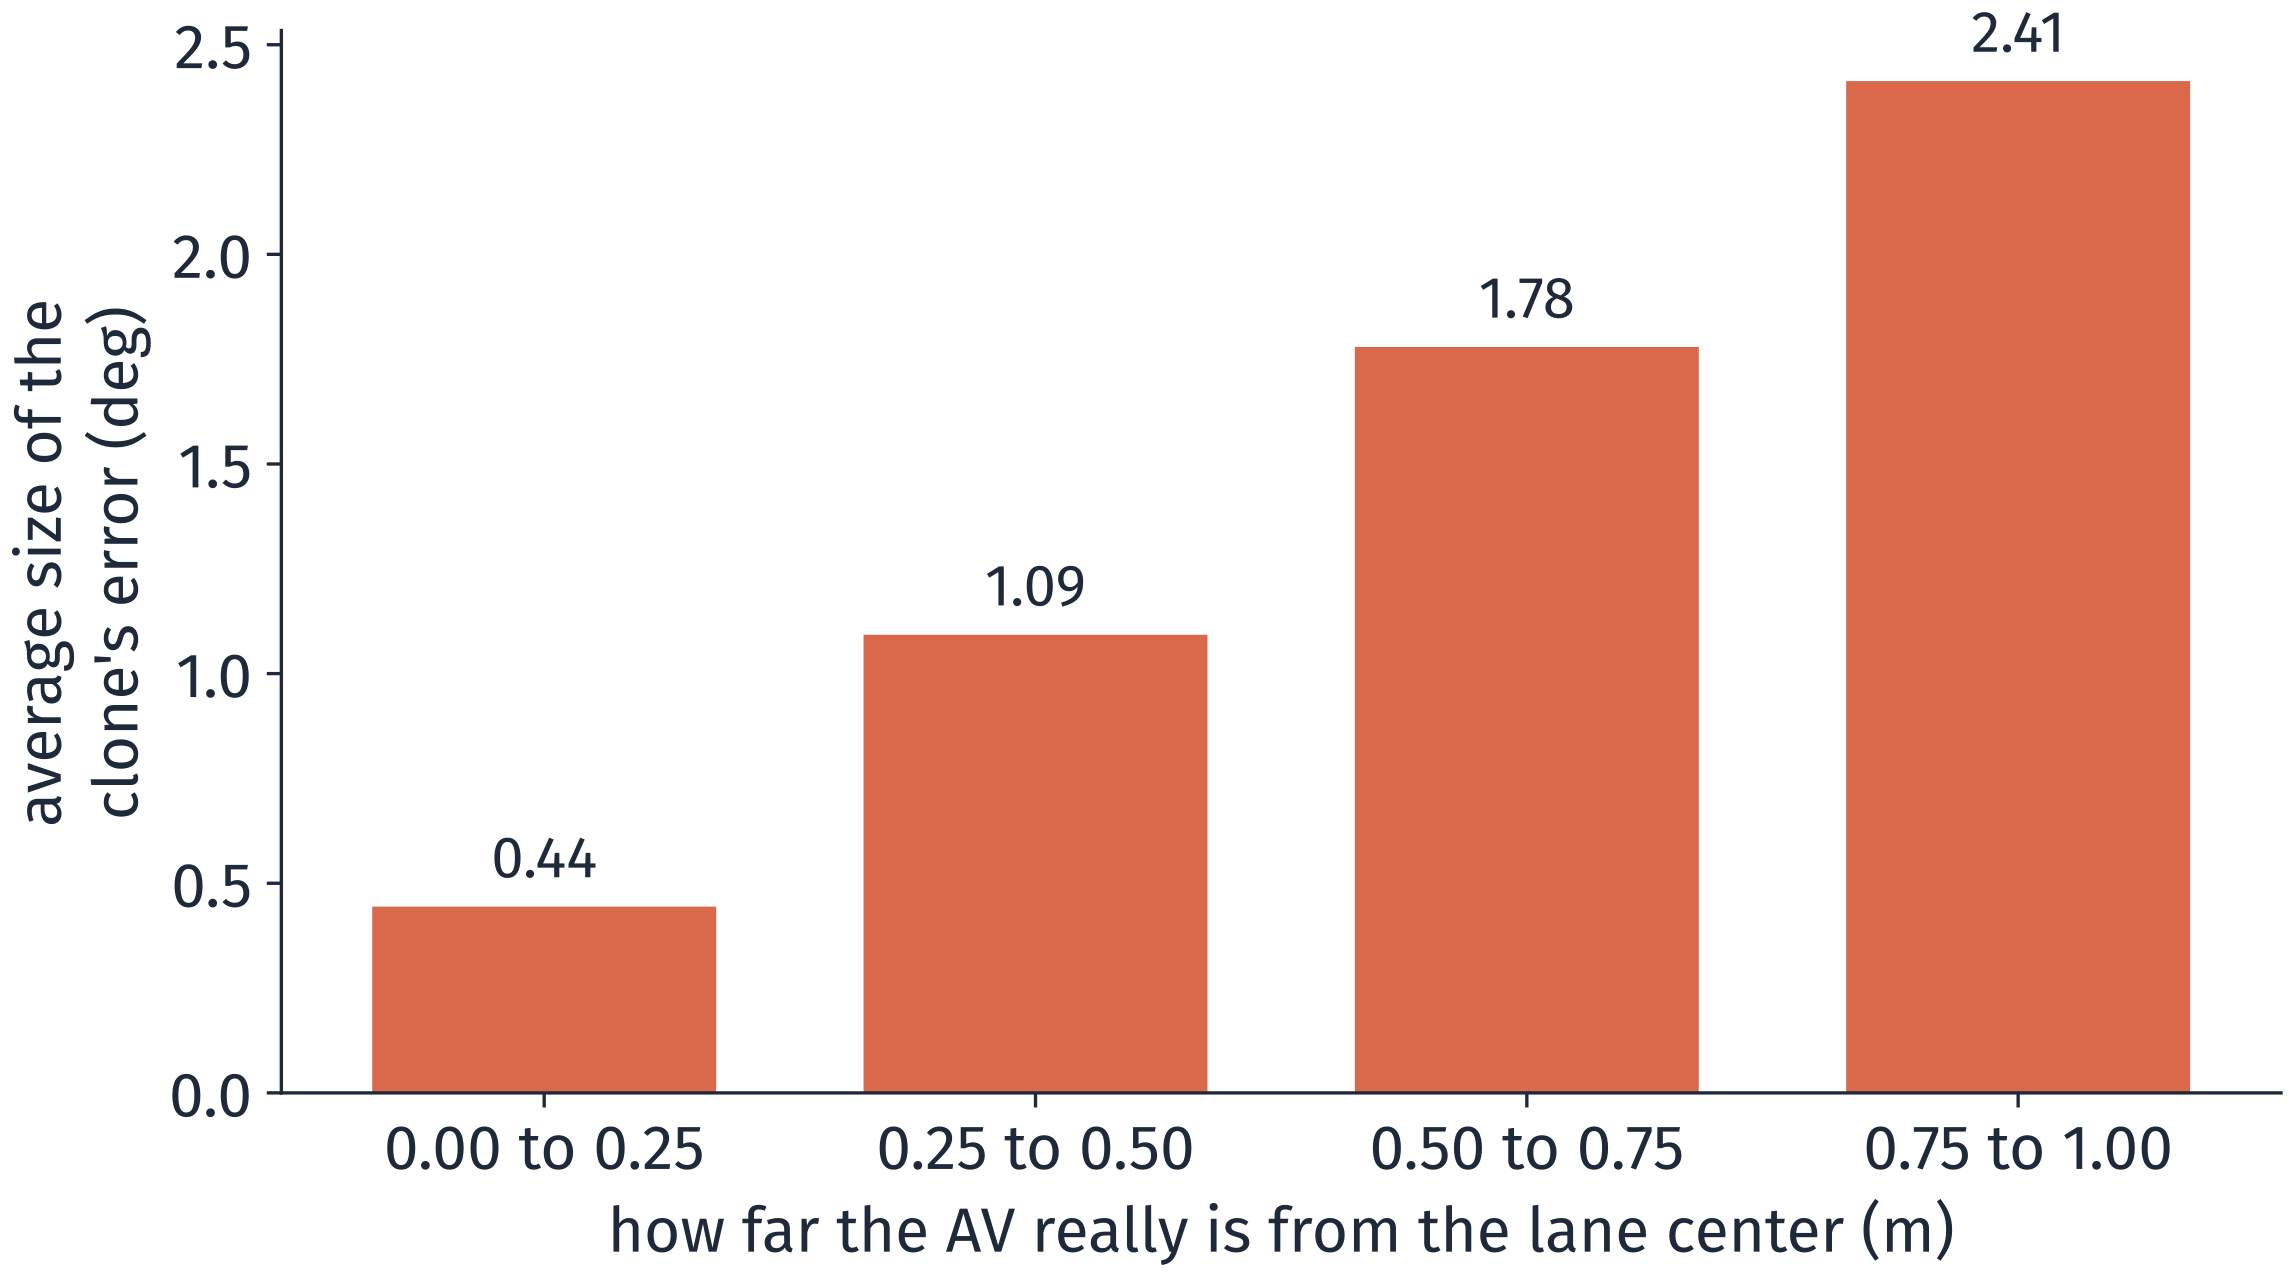 average size of the
clone's error (deg)
2.5
2.0
1.5
1.0
0.5
0.0
0.44
1.09
1.78
2.41
0.00 to 0.25
0.25 to 0.50
0.50 to 0.75
0.75 to 1.00
how far the AV really is from the lane center (m)